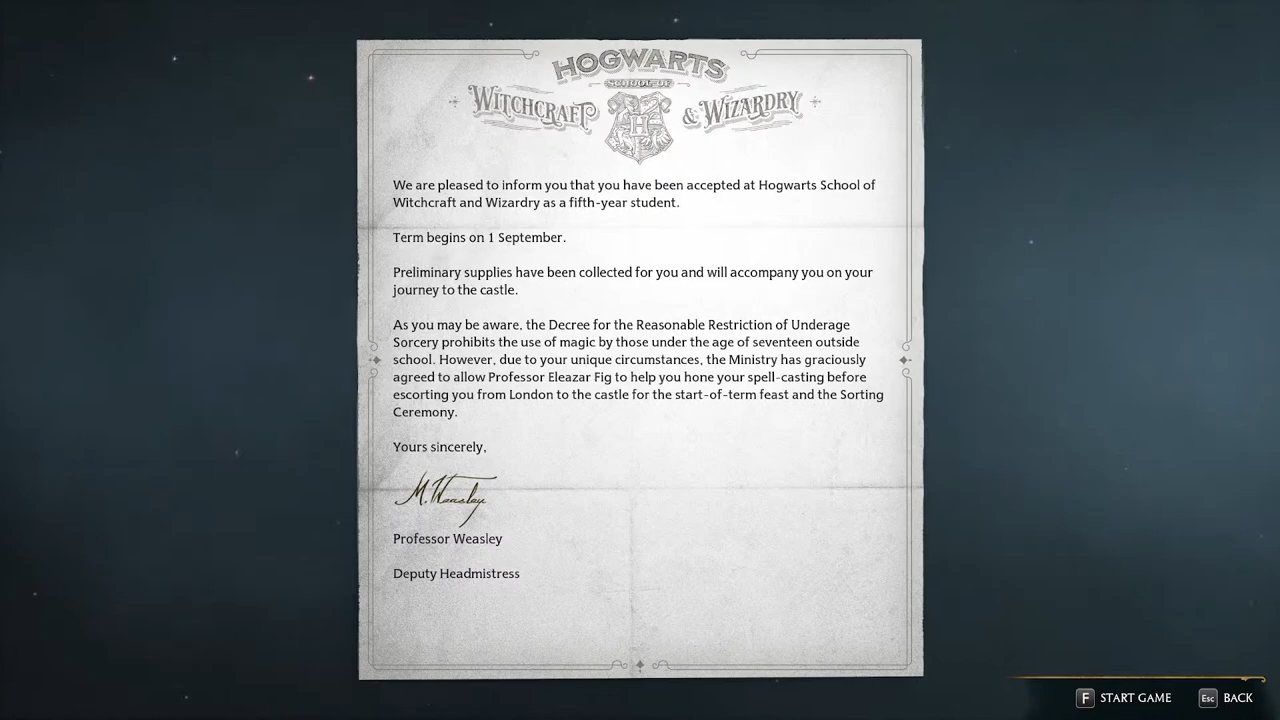 HOGWARTS
SCHOOL OF
WITCHCRAFT & WIZARDRY
H
We are pleased to inform you that you have been accepted at Hogwarts School of
Witchcraft and Wizardry as a fifth-year student.
Term begins on 1 September.
Preliminary supplies have been collected for you and will accompany you on your
journey to the castle.
As you may be aware, the Decree for the Reasonable Restriction of Underage
Sorcery prohibits the use of magic by those under the age of seventeen outside
school. However, due to your unique circumstances, the Ministry has graciously
agreed to allow Professor Eleazar Fig to help you hone your spell-casting before
escorting you from London to the castle for the start-of-term feast and the Sorting
Ceremony.
Yours sincerely,
M. Weasley
Professor Weasley
Deputy Headmistress
F START GAME Esc BACK